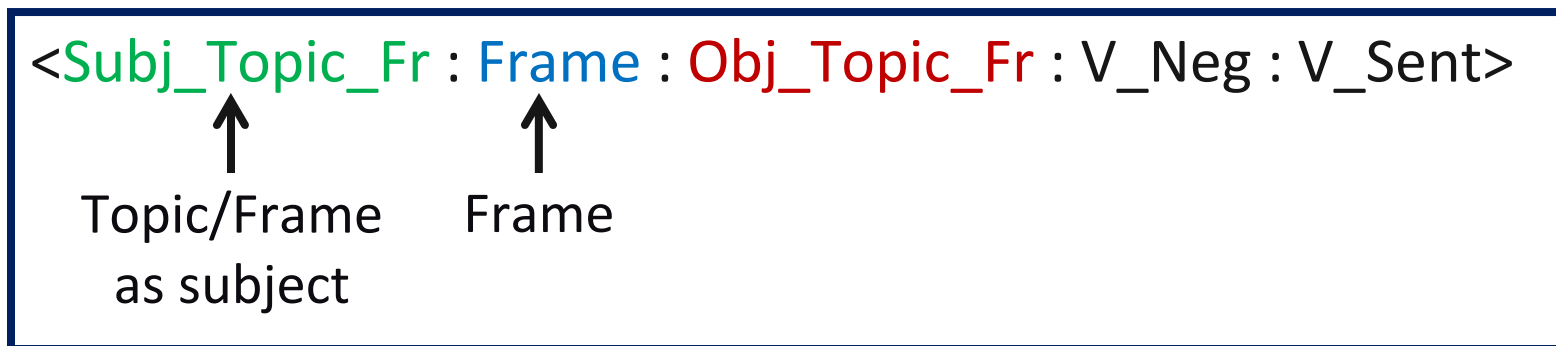 <Subj_Topic_Fr : Frame : Obj_Topic_Fr : V_Neg : V_Sent>
Topic/Frame Frame
as subject